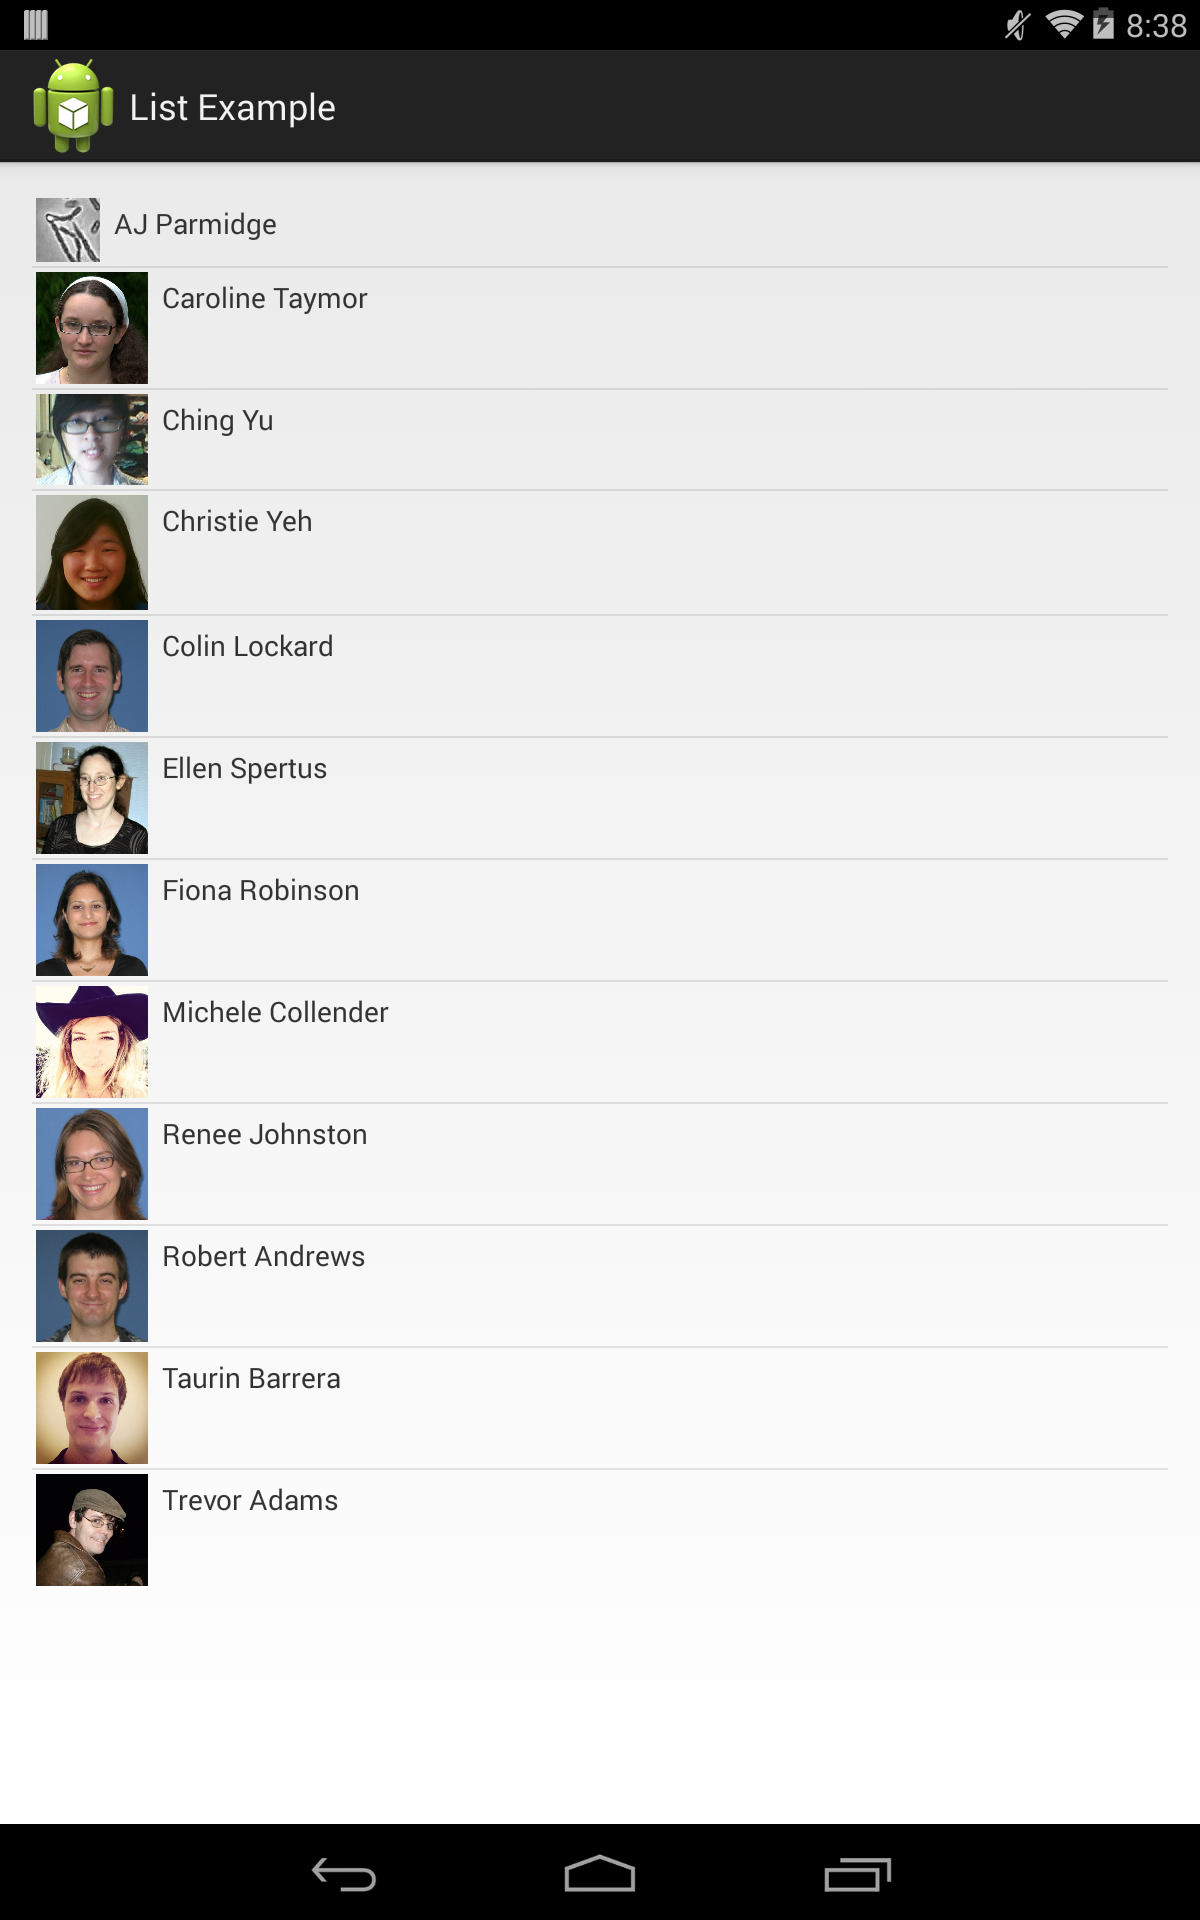 8:38
List Example
AJ Parmidge
Caroline Taymor
Ching Yu
Christie Yeh
Colin Lockard
Ellen Spertus
Fiona Robinson
Michele Collender
Renee Johnston
Robert Andrews
Taurin Barrera
Trevor Adams